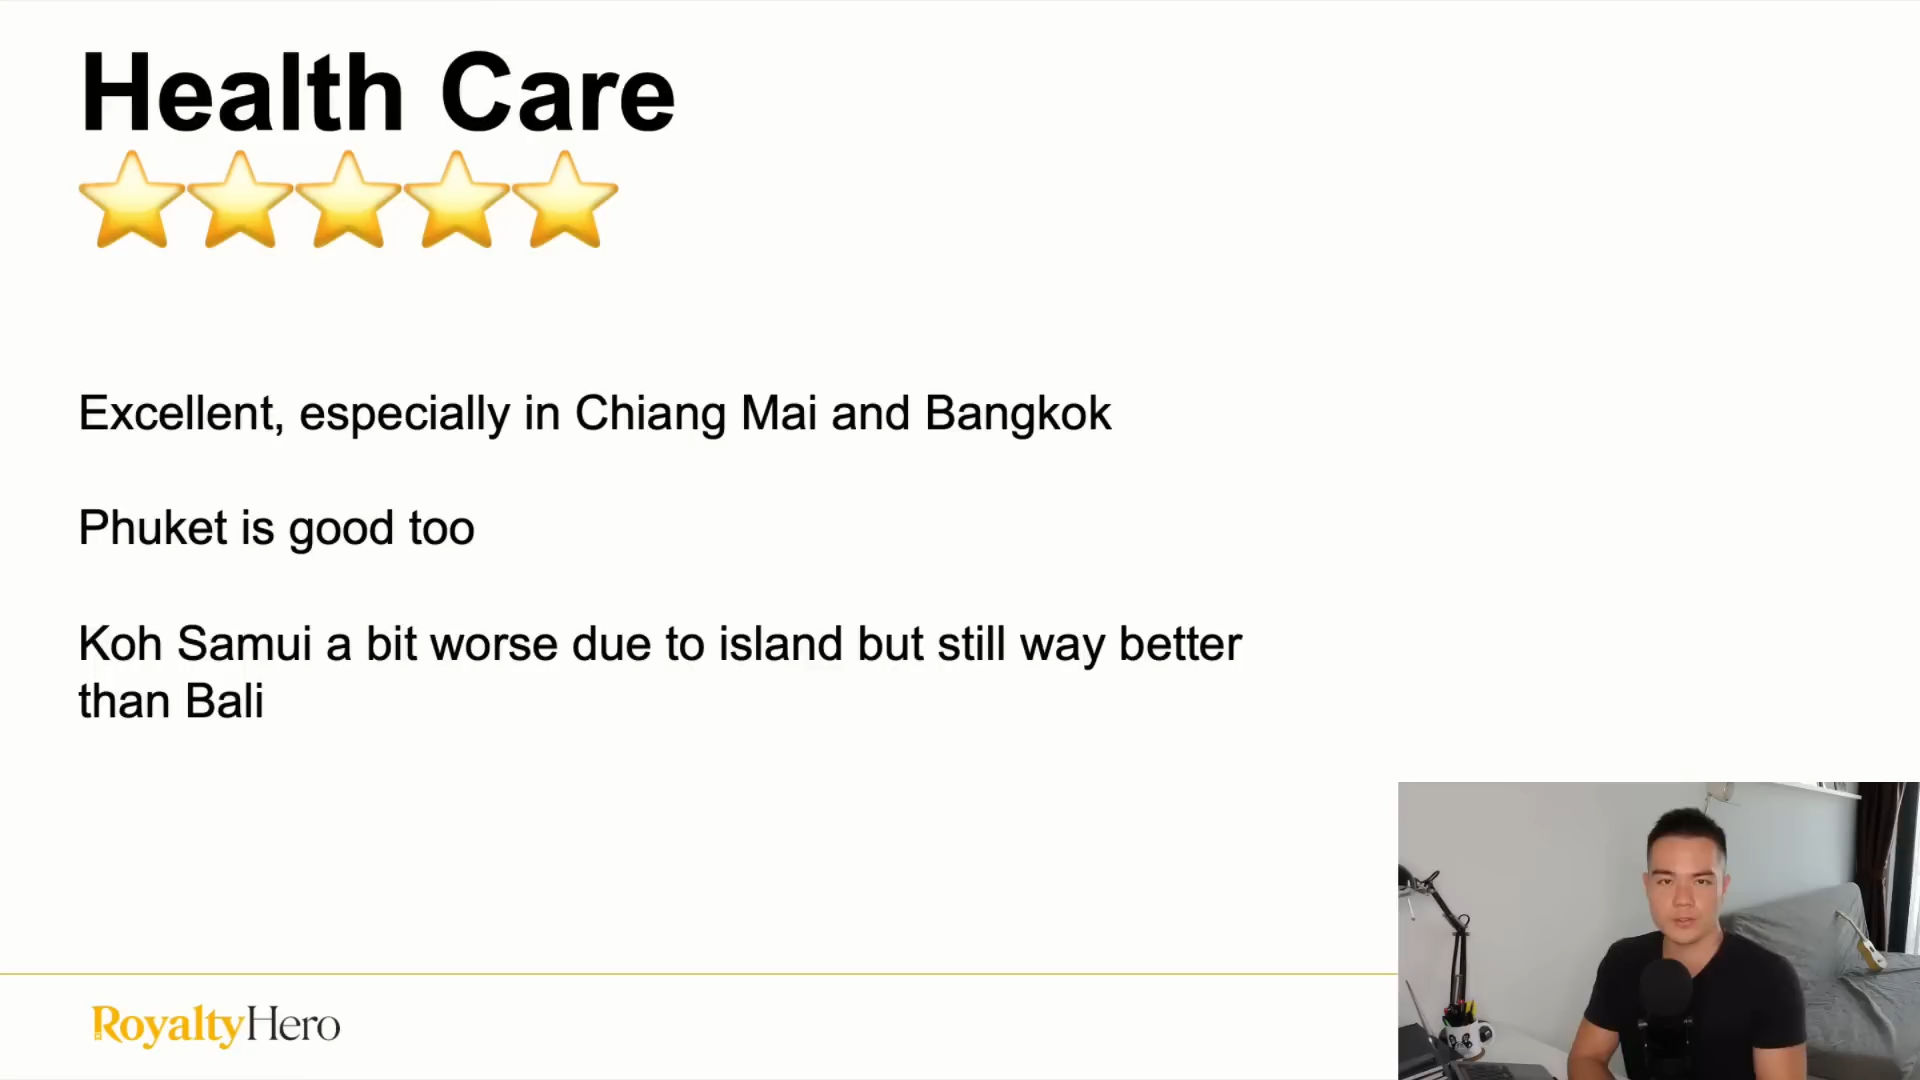 Health Care
Excellent, especially in Chiang Mai and Bangkok
Phuket is good too
Koh Samui a bit worse due to island but still way better
than Bali
RoyaltyHero